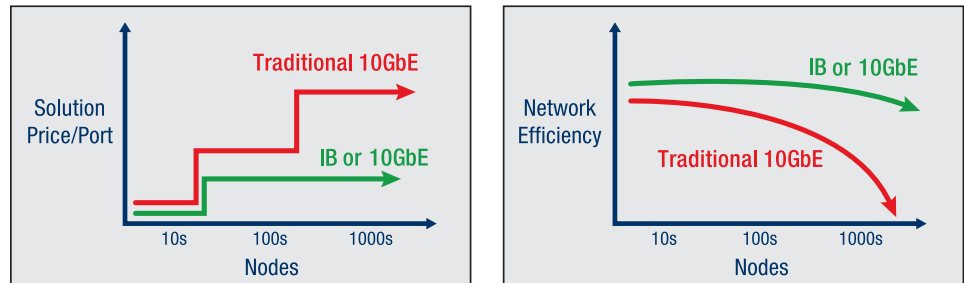 Traditional 10GbE
Solution
Price/Port
IB or 10GbE
10s 100s 1000s
Nodes
IB or 10GbE
Network
Efficiency
Traditional 10GbE
10s 100s 1000s
Nodes